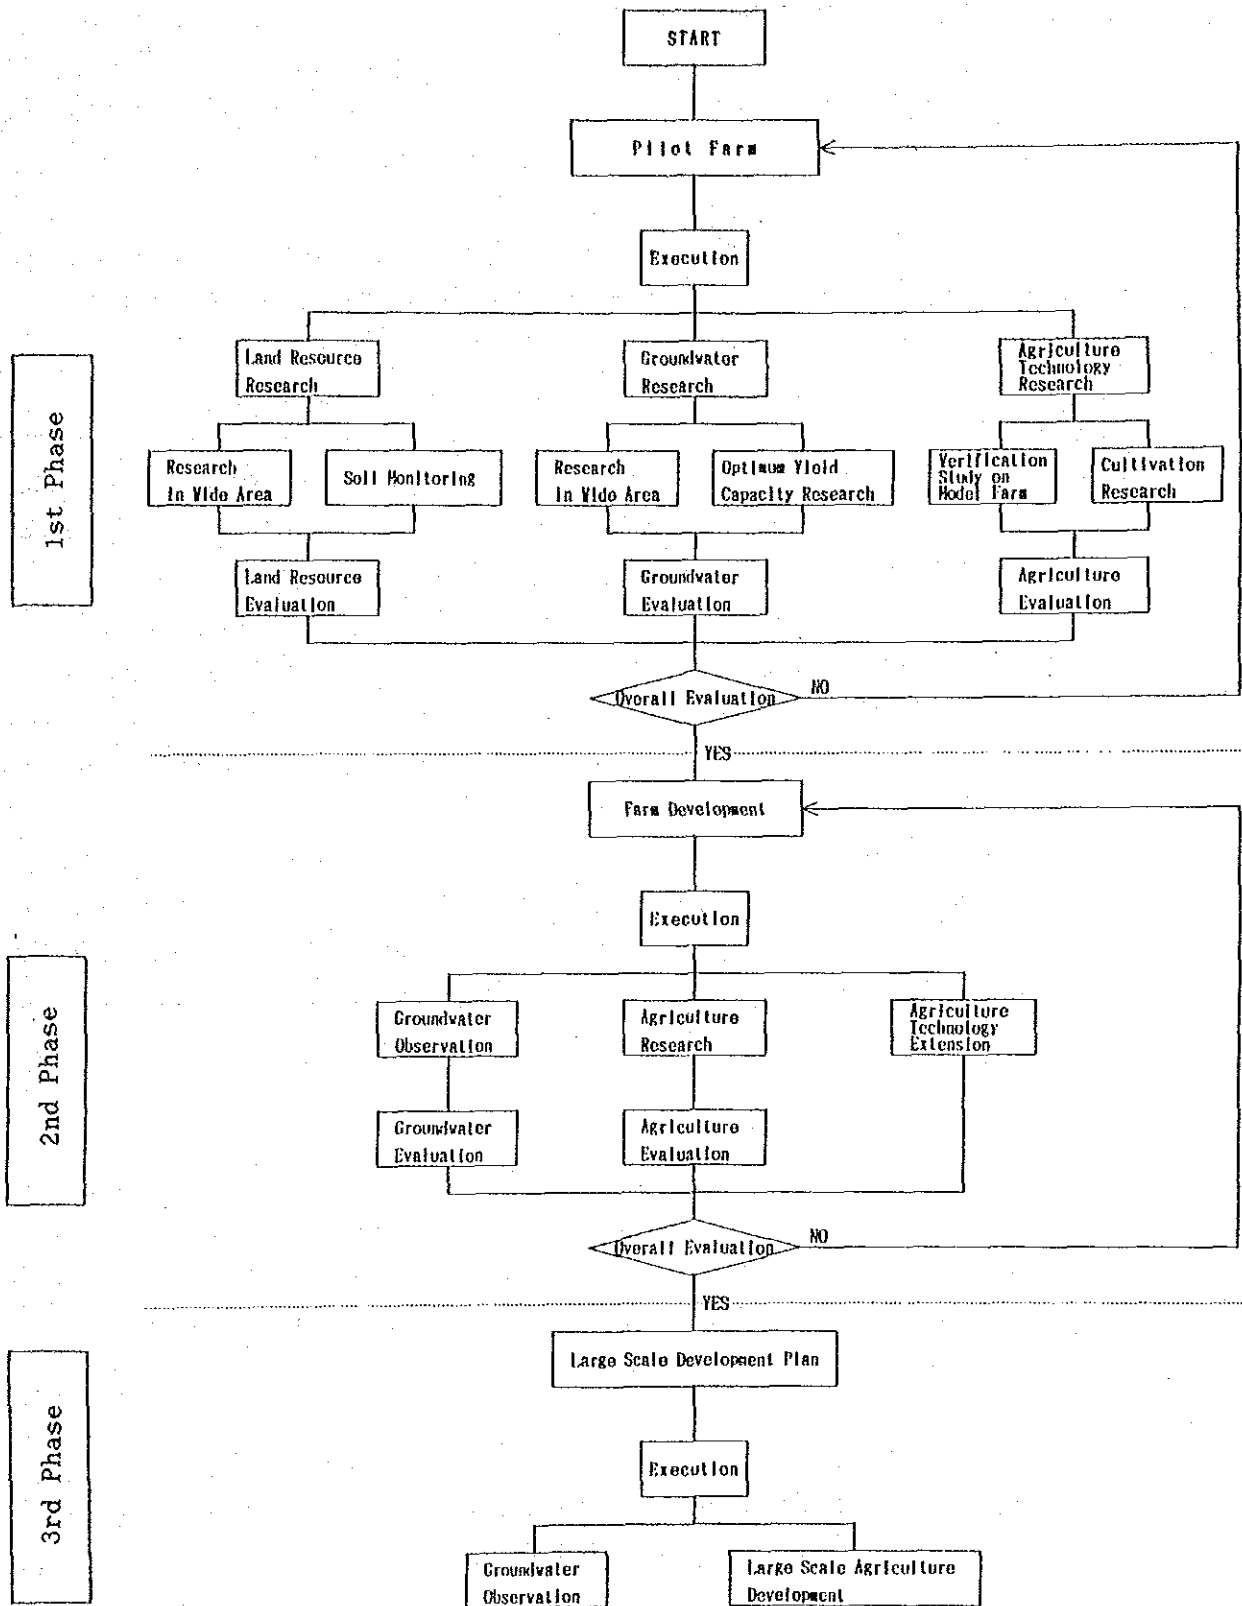 START
Pilot Farm
Execution
1st Phase
Land Resource
Research
Groundwater
Research
Agriculture
Technology
Research
Research
In Wide Area
Soil Monitoring
Research
In Wide Area
Optimum Yield
Capacity Research
Verification
Study on
Model Farm
Cultivation
Research
Land Resource
Evaluation
Groundwater
Evaluation
Agriculture
Evaluation
Overall Evaluation
NO
YES
Farm Development
Execution
2nd Phase
Groundwater
Observation
Agriculture
Research
Agriculture
Technology
Extension
Groundwater
Evaluation
Agriculture
Evaluation
Overall Evaluation
NO
YES
Large Scale Development Plan
3rd Phase
Execution
Groundwater
Observation
Large Scale Agriculture
Development